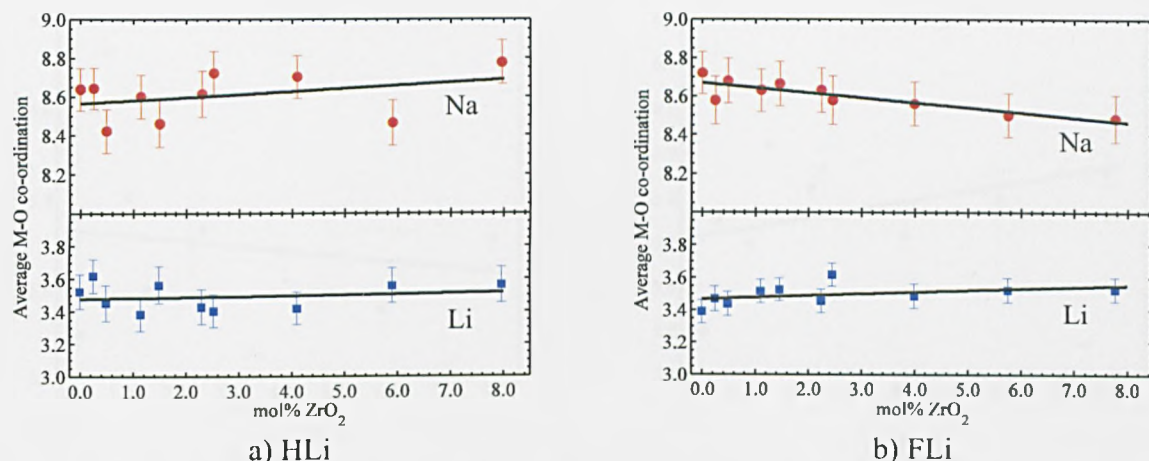 Average M-O co-ordination
9.0
8.8
8.6
8.4
8.2
Na
3.8
3.6
3.4
3.2
3.0
Li
0.0 1.0 2.0 3.0 4.0 5.0 6.0 7.0 8.0
mol% ZrO₂
a) HLi
Average M-O co-ordination
9.0
8.8
8.6
8.4
8.2
Na
3.8
3.6
3.4
3.2
3.0
Li
0.0 1.0 2.0 3.0 4.0 5.0 6.0 7.0 8.0
mol% ZrO₂
b) FLi